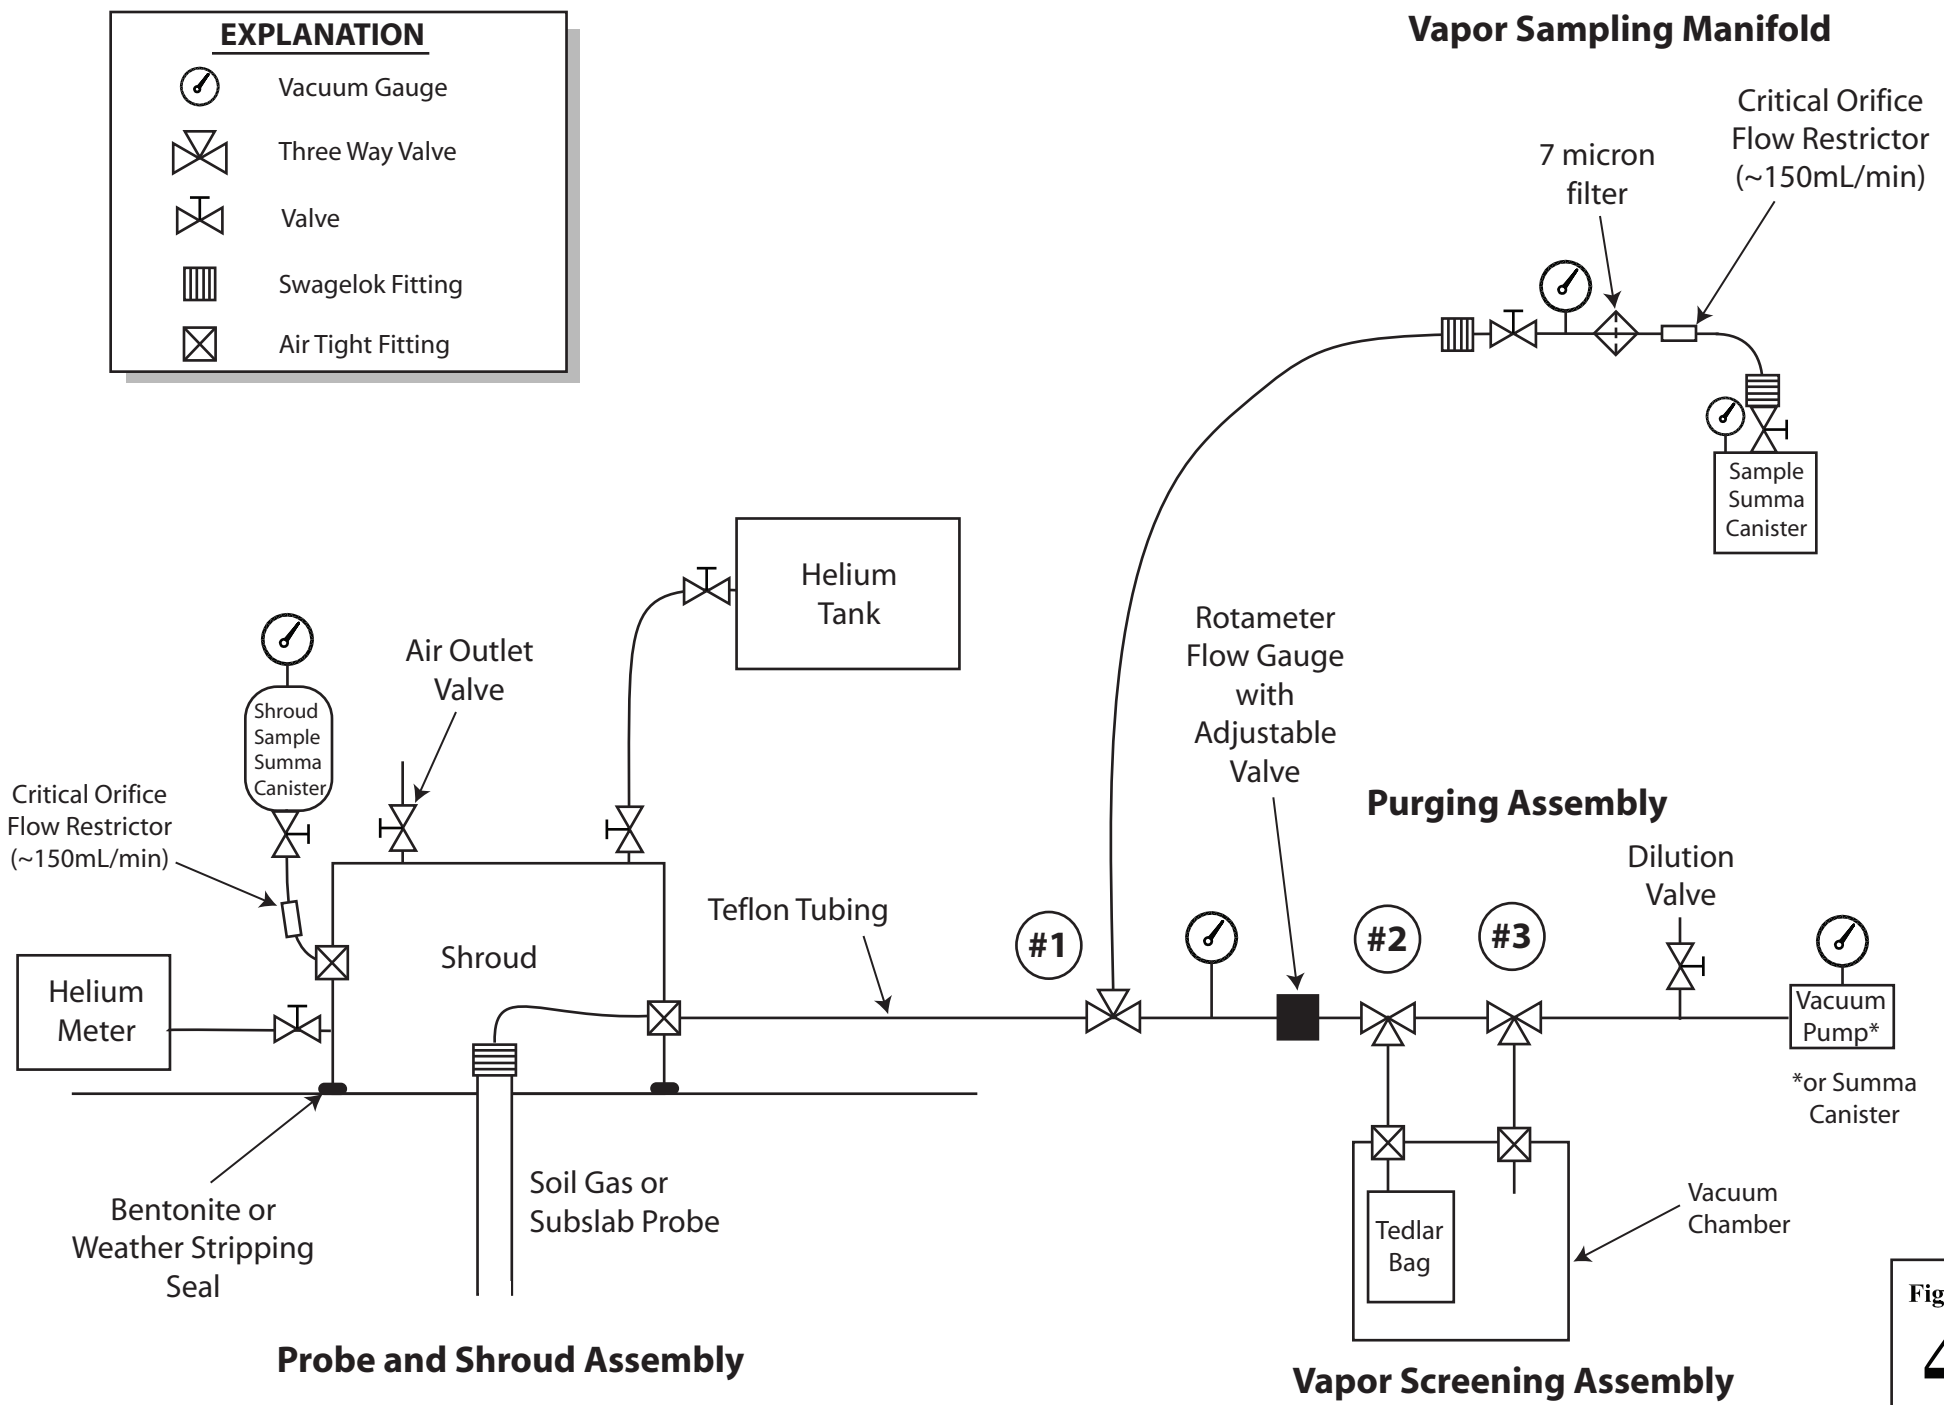 EXPLANATION
Vacuum Gauge
Three Way Valve
Valve
Swagelok Fitting
Air Tight Fitting
Vapor Sampling Manifold
Critical Orifice
Flow Restrictor
(~150mL/min)
7 micron
filter
Sample
Summa
Canister
Helium
Tank
Air Outlet
Valve
Shroud
Sample
Summa
Canister
Critical Orifice
Flow Restrictor
(~150mL/min)
Rotameter
Flow Gauge
with
Adjustable
Valve
Purging Assembly
Dilution
Valve
Teflon Tubing
#1
#2
#3
Shroud
Helium
Meter
Vacuum
Pump*
*or Summa
Canister
Bentonite or
Weather Stripping
Seal
Soil Gas or
Subslab Probe
Tedlar
Bag
Vacuum
Chamber
Probe and Shroud Assembly
Vapor Screening Assembly
Fig